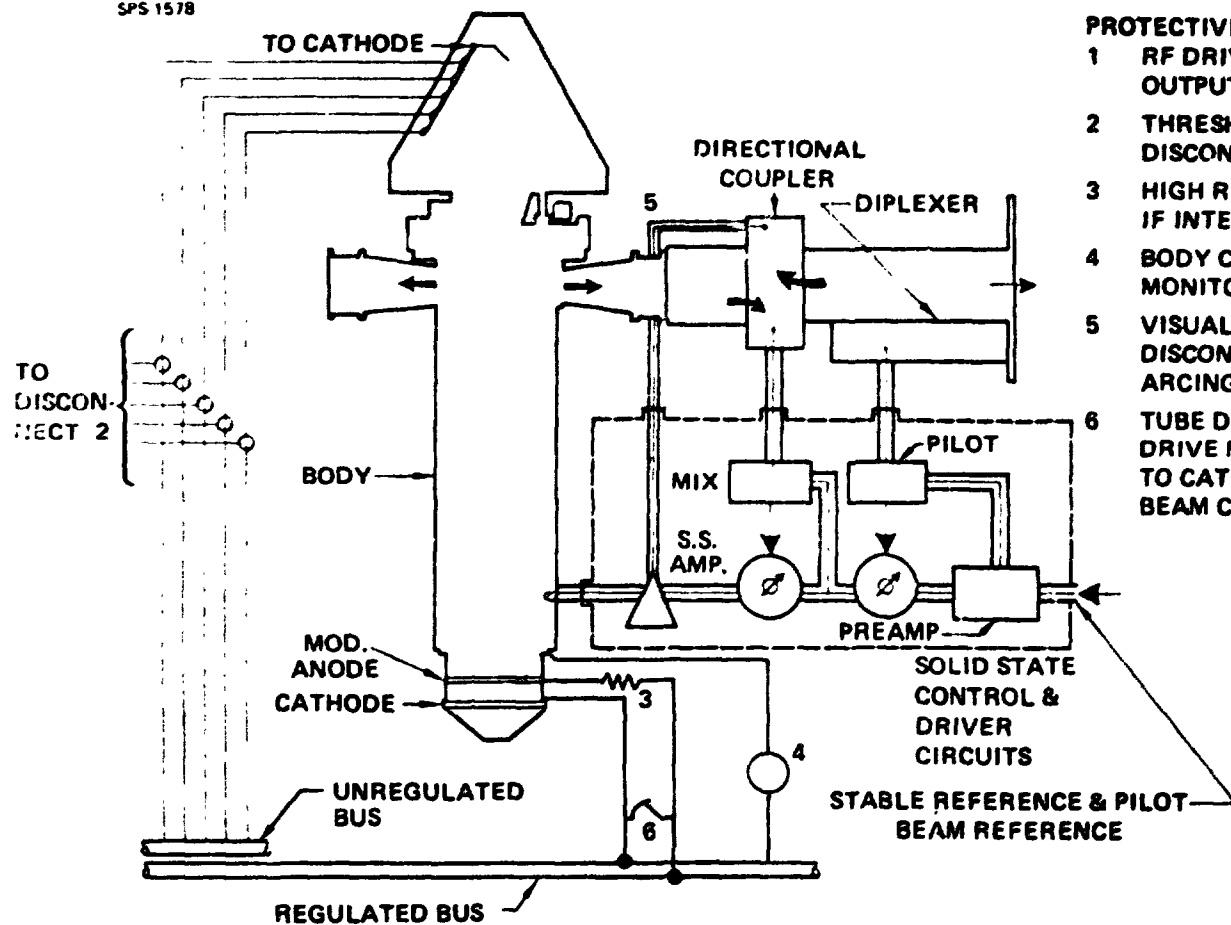 SPS 1578
TO CATHODE
DIRECTIONAL
COUPLER
DIPLEXER
5
TO
DISCON-
NECT 2
BODY
MIX
PILOT
S.S.
AMP.
PREAMP
MOD.
ANODE
CATHODE
3
4
6
SOLID STATE
CONTROL &
DRIVER
CIRCUITS
UNREGULATED
BUS
STABLE REFERENCE & PILOT
BEAM REFERENCE
REGULATED BUS
1 RF DRI
OUTPUT
2 THRES
DISCON
3 HIGH R
IF INTE
4 BODY C
MONITO
5 VISUAL
DISCON
ARCING
6 TUBE D
DRIVE
TO CAT
BEAM C